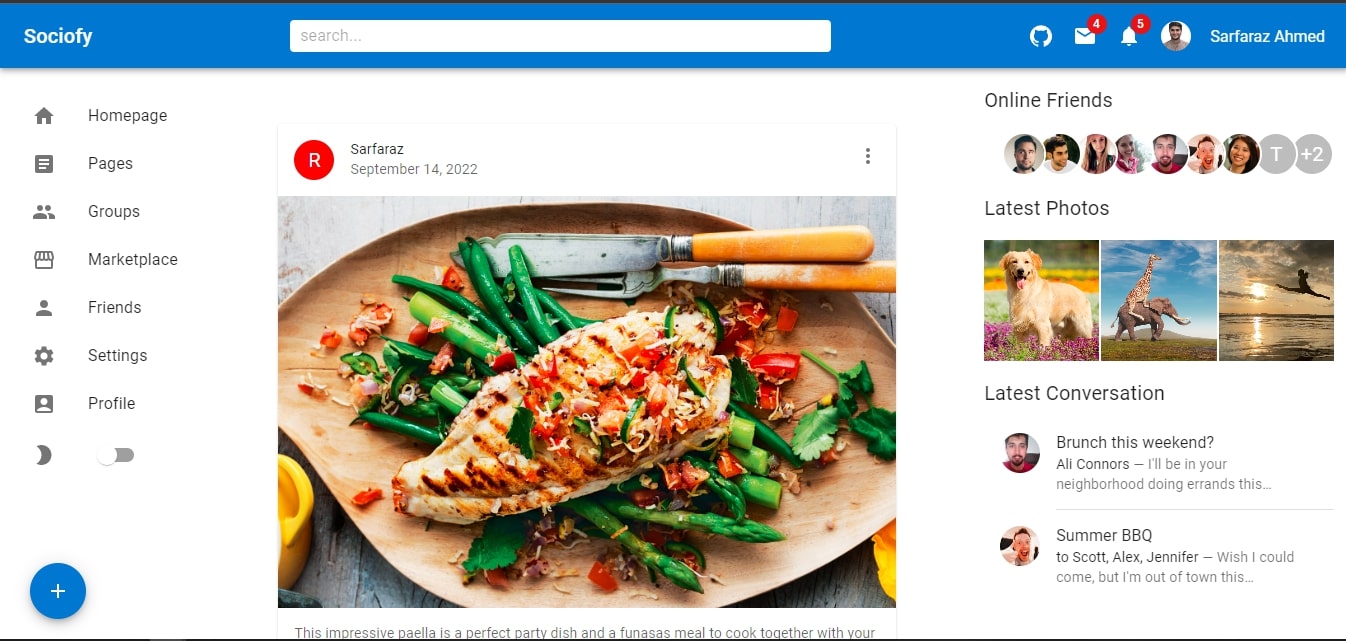 Sociofy
search...
4
5
Sarfaraz Ahmed
Homepage
Pages
Groups
Marketplace
Friends
Settings
Profile
R
Sarfaraz
September 14, 2022
This impressive paella is a perfect party dish and a funasas meal to cook together with your
Online Friends
T
+2
Latest Photos
Latest Conversation
Brunch this weekend?
Ali Connors — I'll be in your
neighborhood doing errands this…
Summer BBQ
to Scott, Alex, Jennifer — Wish I could
come, but I'm out of town this…